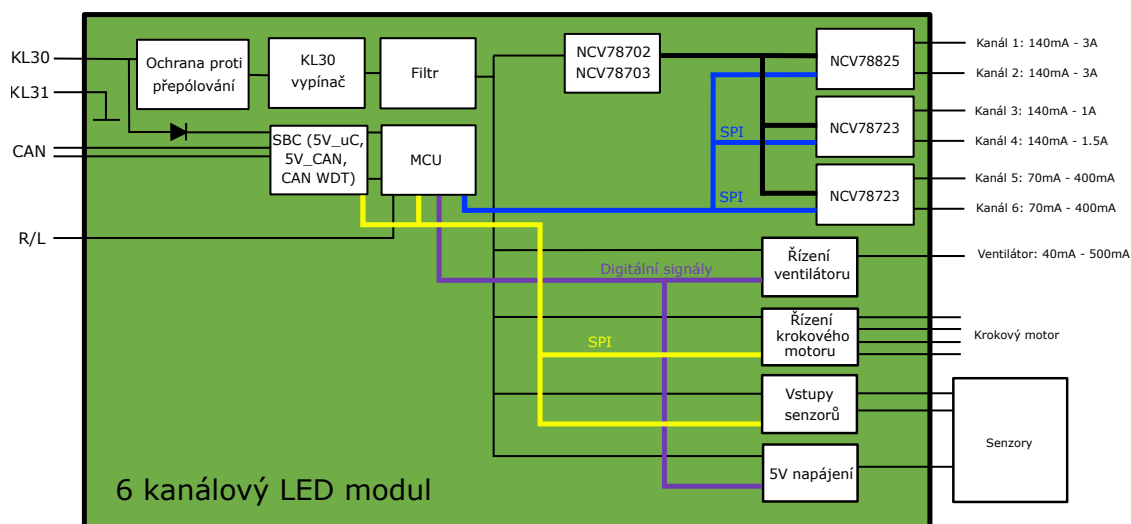 KL30
KL31
CAN
R/L
Ochrana proti
přepólování
KL30
vypínač
Filtr
SBC (5V_uC,
5V_CAN,
CAN WDT)
MCU
NCV78702
NCV78703
NCV78825
NCV78723
NCV78723
SPI
SPI
Kanál 1: 140mA - 3A
Kanál 2: 140mA - 3A
Kanál 3: 140mA - 1A
Kanál 4: 140mA - 1.5A
Kanál 5: 70mA - 400mA
Kanál 6: 70mA - 400mA
Digitální signály
Řízení
ventilátoru
Ventilátor: 40mA - 500mA
SPI
Řízení
krokového
motoru
Krokový motor
Vstupy
senzorů
5V napájení
Senzory
6 kanálový LED modul